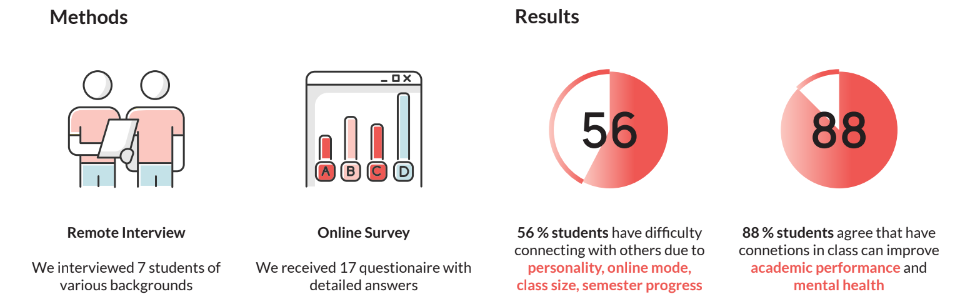 Methods
Results
A B C D
56
88
Remote Interview
We interviewed 7 students of
various backgrounds
Online Survey
We received 17 questionaire with
detailed answers
56 % students have difficulty
connecting with others due to
personality, online mode,
class size, semester progress
88 % students agree that have
connetions in class can improve
academic performance and
mental health